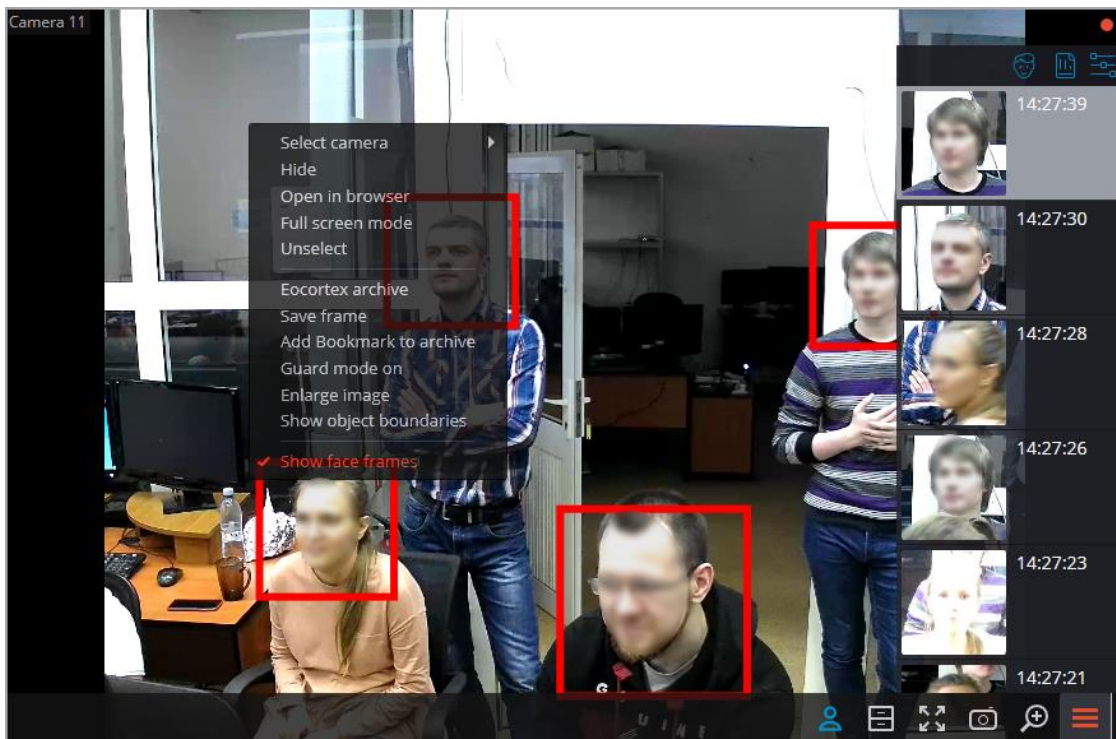 Camera 11
Select camera
Hide
Open in browser
Full screen mode
Unselect
Eocortex archive
Save frame
Add Bookmark to archive
Guard mode on
Enlarge image
Show object boundaries
Show face frames
14:27:39
14:27:30
14:27:28
14:27:26
14:27:23
14:27:21